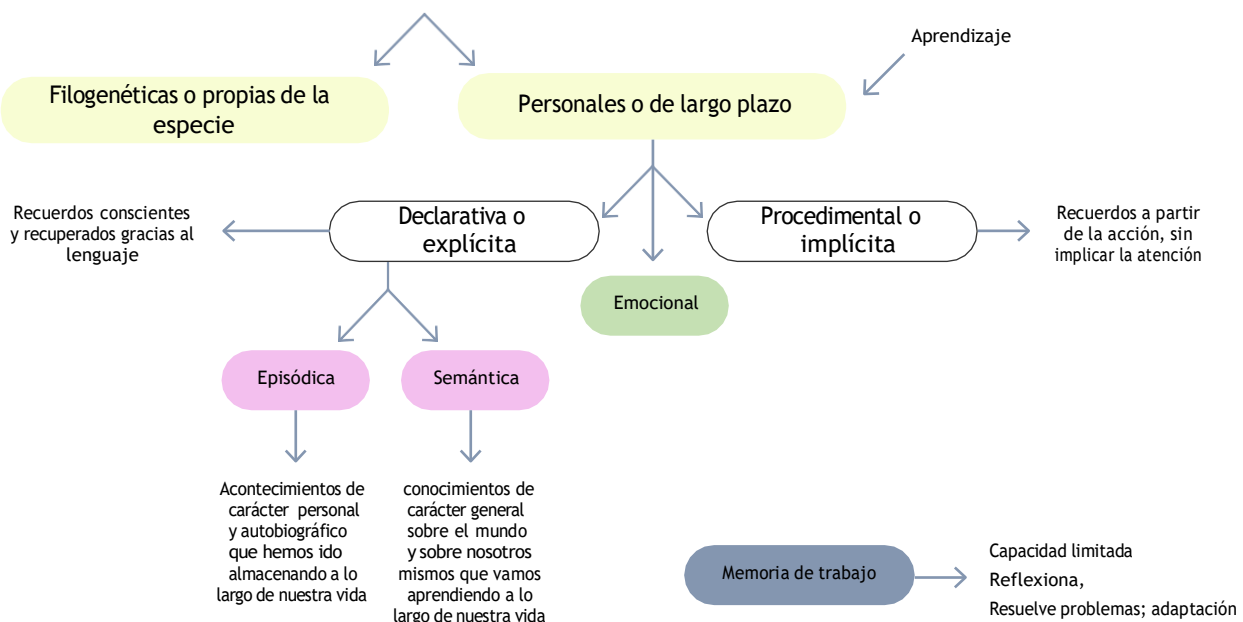 Aprendizaje
Filogenéticas o propias de la
especie
Personales o de largo plazo
Recuerdos conscientes
y recuperados gracias al
lenguaje
Declarativa o
explícita
Procedimental o
implícita
Recuerdos a partir
de la acción, sin
implicar la atención
Emocional
Episódica
Semántica
Acontecimientos de
carácter personal
y autobiográfico
que hemos ido
almacenando a lo
largo de nuestra vida
conocimientos de
carácter general
sobre el mundo
y sobre nosotros
mismos que vamos
aprendiendo a lo
largo de nuestra vida
Memoria de trabajo
Capacidad limitada
Reflexiona,
Resuelve problemas; adaptación